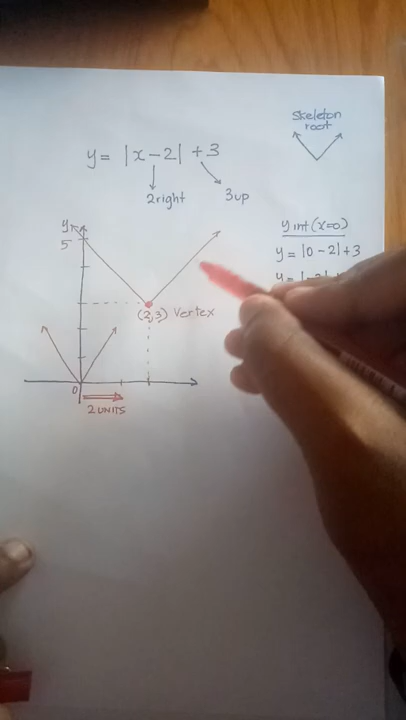 Skeleton
root
y = |x-2| + 3
2right
3up
y int (x=0)
y = |0-2| + 3
y
5
(2,3) Vertex
0
2 UNITS